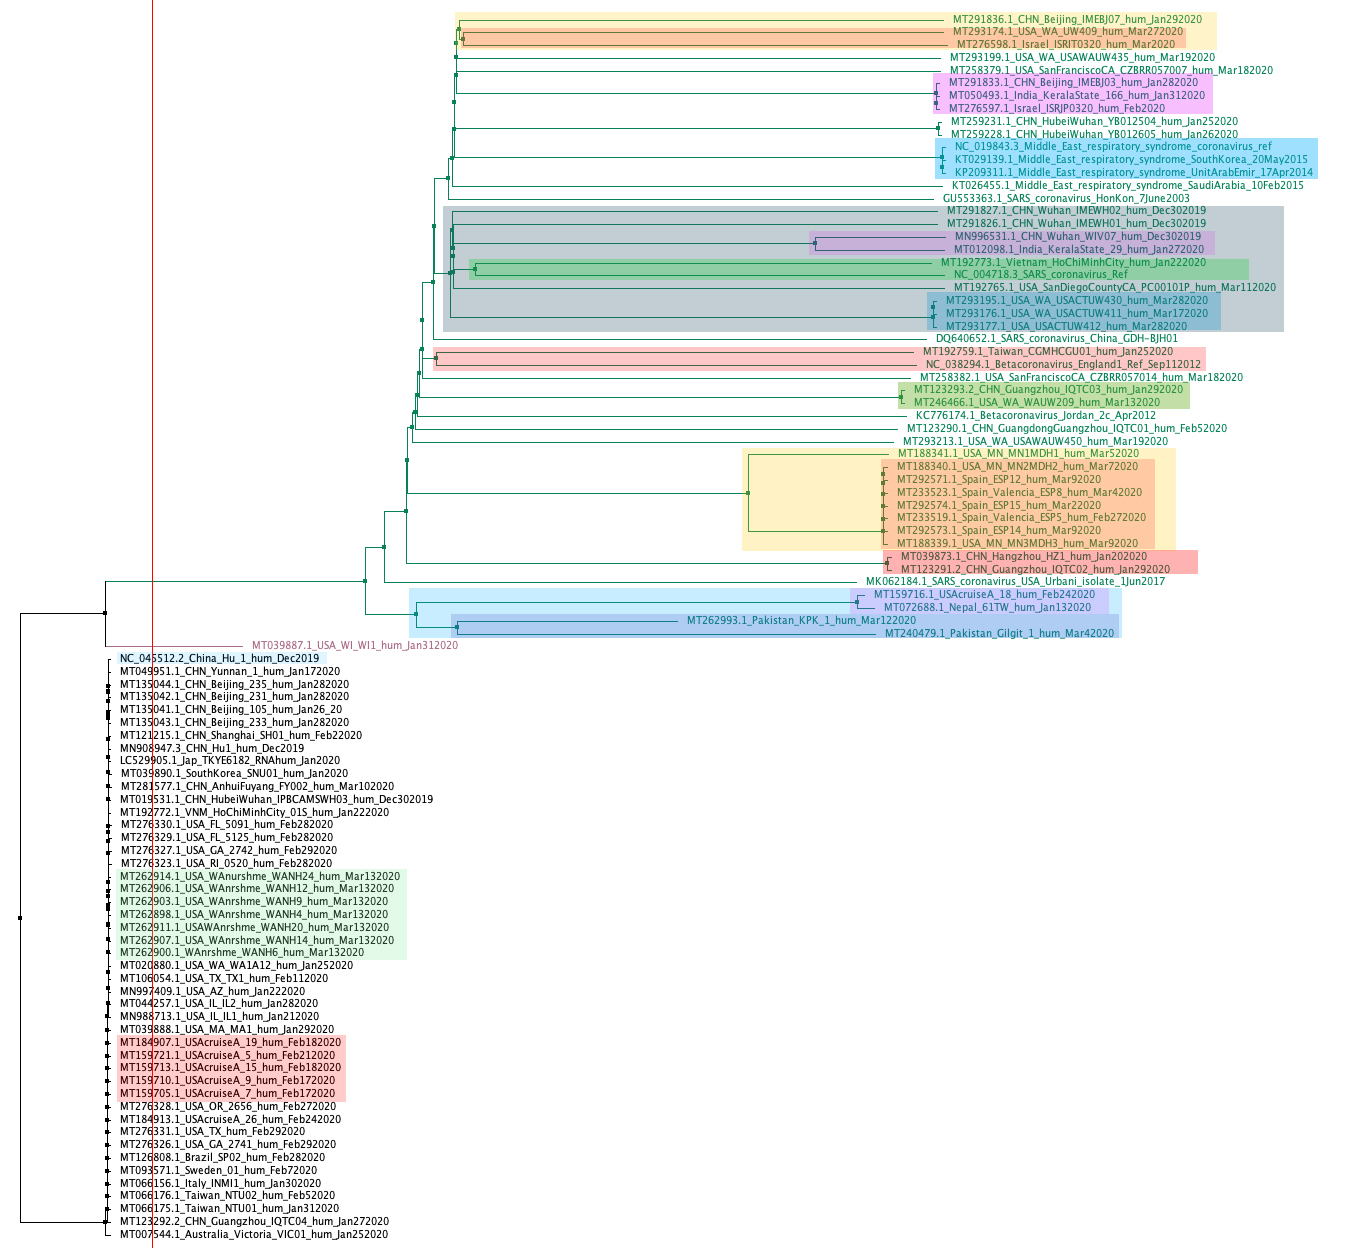 MT291836.1_CHN_Beijing_IMEBJ07_hum_Jan292020
MT293174.1_USA_WA_UW409_hum_Mar272020
MT276598.1_Israel_ISRIT0320_hum_Mar2020
MT293199.1_USA_WA_USAWAUW435_hum_Mar192020
MT258379.1_USA_SanFranciscoCA_CZBRR057007_hum_Mar182020
MT291833.1_CHN_Beijing_IMEBJ03_hum_Jan282020
MT050493.1_India_KeralaState_166_hum_Jan312020
MT276597.1_Israel_ISRJP0320_hum_Feb2020
MT259231.1_CHN_HubeiWuhan_YB012504_hum_Jan252020
MT259228.1_CHN_HubeiWuhan_YB012605_hum_Jan262020
NC_019843.3_Middle_East_respiratory_syndrome_coronavirus_ref
KT029139.1_Middle_East_respiratory_syndrome_SouthKorea_20May2015
KP209311.1_Middle_East_respiratory_syndrome_UnitArabEmir_17Apr2014
KT026455.1_Middle_East_respiratory_syndrome_SaudiArabia_10Feb2015
GU553363.1_SARS_coronavirus_HonKon_7June2003
MT291827.1_CHN_Wuhan_IMEWH02_hum_Dec302019
MT291826.1_CHN_Wuhan_IMEWH01_hum_Dec302019
MN996531.1_CHN_Wuhan_WIV07_hum_Dec302019
MT012098.1_India_KeralaState_29_hum_Jan272020
MT192773.1_Vietnam_HoChiMinhCity_hum_Jan222020
NC_004718.3_SARS_coronavirus_Ref
MT192765.1_USA_SanDiegoCountyCA_PC00101P_hum_Mar112020
MT293195.1_USA_WA_USACTUW430_hum_Mar282020
MT293176.1_USA_WA_USACTUW411_hum_Mar172020
MT293177.1_USA_USACTUW412_hum_Mar282020
DQ640652.1_SARS_coronavirus_China_GDH-BJH01
MT192759.1_Taiwan_CGMHCGU01_hum_Jan252020
NC_038294.1_Betacoronavirus_England1_Ref_Sep112012
MT258382.1_USA_SanFranciscoCA_CZBRR057014_hum_Mar182020
MT123293.2_CHN_Guangzhou_IQTC03_hum_Jan292020
MT246466.1_USA_WA_WAUW209_hum_Mar132020
KC776174.1_Betacoronavirus_Jordan_2c_Apr2012
MT123290.1_CHN_GuangdongGuangzhou_IQTC01_hum_Feb52020
MT293213.1_USA_WA_USAWAUW450_hum_Mar192020
MT188341.1_USA_MN_MN1MDH1_hum_Mar52020
MT188340.1_USA_MN_MN2MDH2_hum_Mar72020
MT292571.1_Spain_ESP12_hum_Mar92020
MT233523.1_Spain_Valencia_ESP8_hum_Mar42020
MT292574.1_Spain_ESP15_hum_Mar22020
MT233519.1_Spain_Valencia_ESP5_hum_Feb272020
MT292573.1_Spain_ESP14_hum_Mar92020
MT188339.1_USA_MN_MN3MDH3_hum_Mar92020
MT039873.1_CHN_Hangzhou_HZ1_hum_Jan202020
MT123291.2_CHN_Guangzhou_IQTC02_hum_Jan292020
MK062184.1_SARS_coronavirus_USA_Urbani_isolate_1Jun2017
MT159716.1_USAcruiseA_18_hum_Feb242020
MT072688.1_Nepal_61TW_hum_Jan132020
MT262993.1_Pakistan_KPK_1_hum_Mar122020
MT240479.1_Pakistan_Gilgit_1_hum_Mar42020
MT039887.1_USA_WI_WI1_hum_Jan312020
NC_045512.2_China_Hu_1_hum_Dec2019
MT049951.1_CHN_Yunnan_1_hum_Jan172020
MT135044.1_CHN_Beijing_235_hum_Jan282020
MT135042.1_CHN_Beijing_231_hum_Jan282020
MT135041.1_CHN_Beijing_105_hum_Jan26_20
MT135043.1_CHN_Beijing_233_hum_Jan282020
MT121215.1_CHN_Shanghai_SH01_hum_Feb22020
MN908947.3_CHN_Hu1_hum_Dec2019
LC529905.1_Jap_TKYE6182_RNAhum_Jan2020
MT039890.1_SouthKorea_SNU01_hum_Jan2020
MT281577.1_CHN_AnhuiFuyang_FY002_hum_Mar102020
MT019531.1_CHN_HubeiWuhan_IPBCAMSWH03_hum_Dec302019
MT192772.1_VNM_HoChiMinhCity_01S_hum_Jan222020
MT276330.1_USA_FL_5091_hum_Feb282020
MT276329.1_USA_FL_5125_hum_Feb282020
MT276327.1_USA_GA_2742_hum_Feb292020
MT276323.1_USA_RI_0520_hum_Feb282020
MT262914.1_USA_WAnurshme_WANH24_hum_Mar132020
MT262906.1_USA_WAnrshme_WANH12_hum_Mar132020
MT262903.1_USA_WAnrshme_WANH9_hum_Mar132020
MT262898.1_USA_WAnrshme_WANH4_hum_Mar132020
MT262911.1_USAWAnrshme_WANH20_hum_Mar132020
MT262907.1_USA_WAnrshme_WANH14_hum_Mar132020
MT262900.1_WAnrshme_WANH6_hum_Mar132020
MT020880.1_USA_WA_WA1A12_hum_Jan252020
MT106054.1_USA_TX_TX1_hum_Feb112020
MN997409.1_USA_AZ_hum_Jan222020
MT044257.1_USA_IL_IL2_hum_Jan282020
MN988713.1_USA_IL_IL1_hum_Jan212020
MT039888.1_USA_MA_MA1_hum_Jan292020
MT184907.1_USAcruiseA_19_hum_Feb182020
MT159721.1_USAcruiseA_5_hum_Feb212020
MT159713.1_USAcruiseA_15_hum_Feb182020
MT159710.1_USAcruiseA_9_hum_Feb172020
MT159705.1_USAcruiseA_7_hum_Feb172020
MT276328.1_USA_OR_2656_hum_Feb272020
MT184913.1_USAcruiseA_26_hum_Feb242020
MT276331.1_USA_TX_hum_Feb292020
MT276326.1_USA_GA_2741_hum_Feb292020
MT126808.1_Brazil_SP02_hum_Feb282020
MT093571.1_Sweden_01_hum_Feb72020
MT066156.1_Italy_INMI1_hum_Jan302020
MT066176.1_Taiwan_NTU02_hum_Feb52020
MT066175.1_Taiwan_NTU01_hum_Jan312020
MT123292.2_CHN_Guangzhou_IQTC04_hum_Jan272020
MT007544.1_Australia_Victoria_VIC01_hum_Jan252020